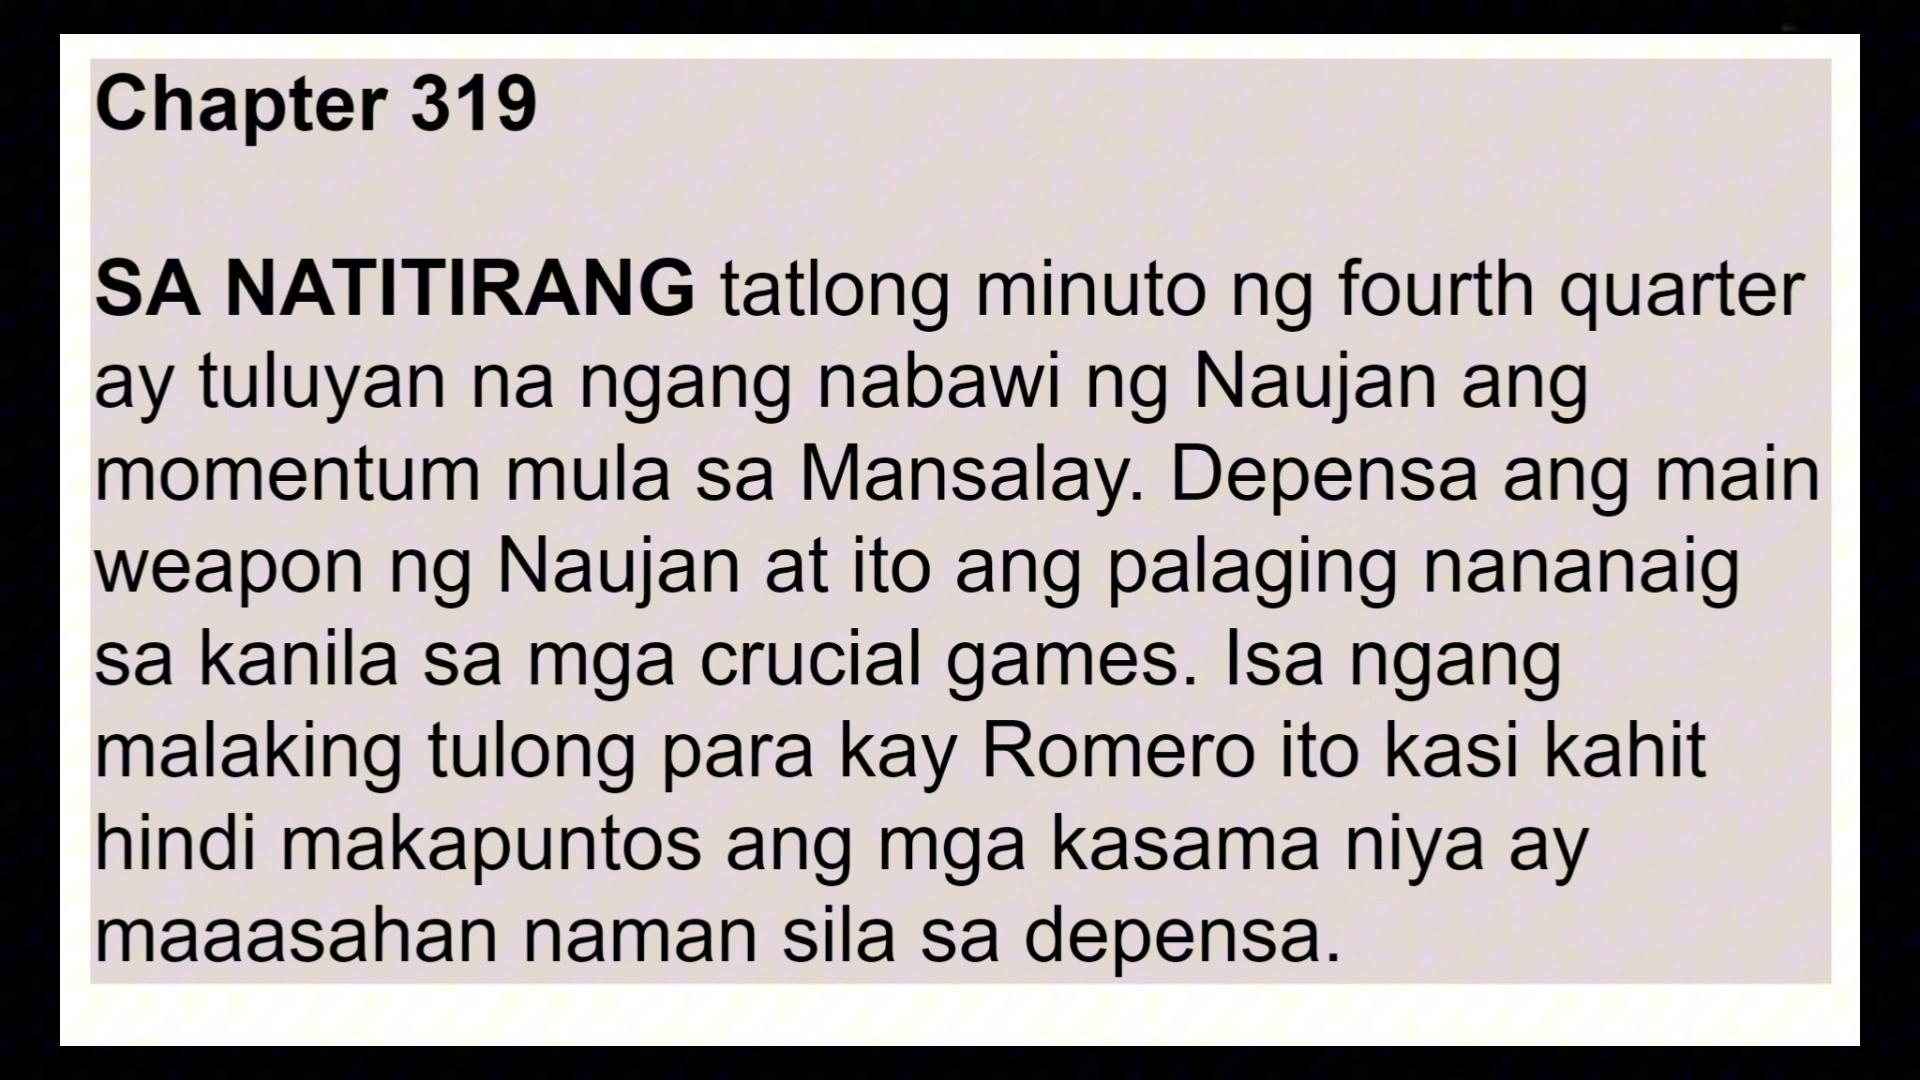 Chapter 319
SA NATITIRANG tatlong minuto ng fourth quarter
ay tuluyan na ngang nabawi ng Naujan ang
momentum mula sa Mansalay. Depensa ang main
weapon ng Naujan at ito ang palaging nananaig
sa kanila sa mga crucial games. Isa ngang
malaking tulong para kay Romero ito kasi kahit
hindi makapuntos ang mga kasama niya ay
maaasahan naman sila sa depensa.